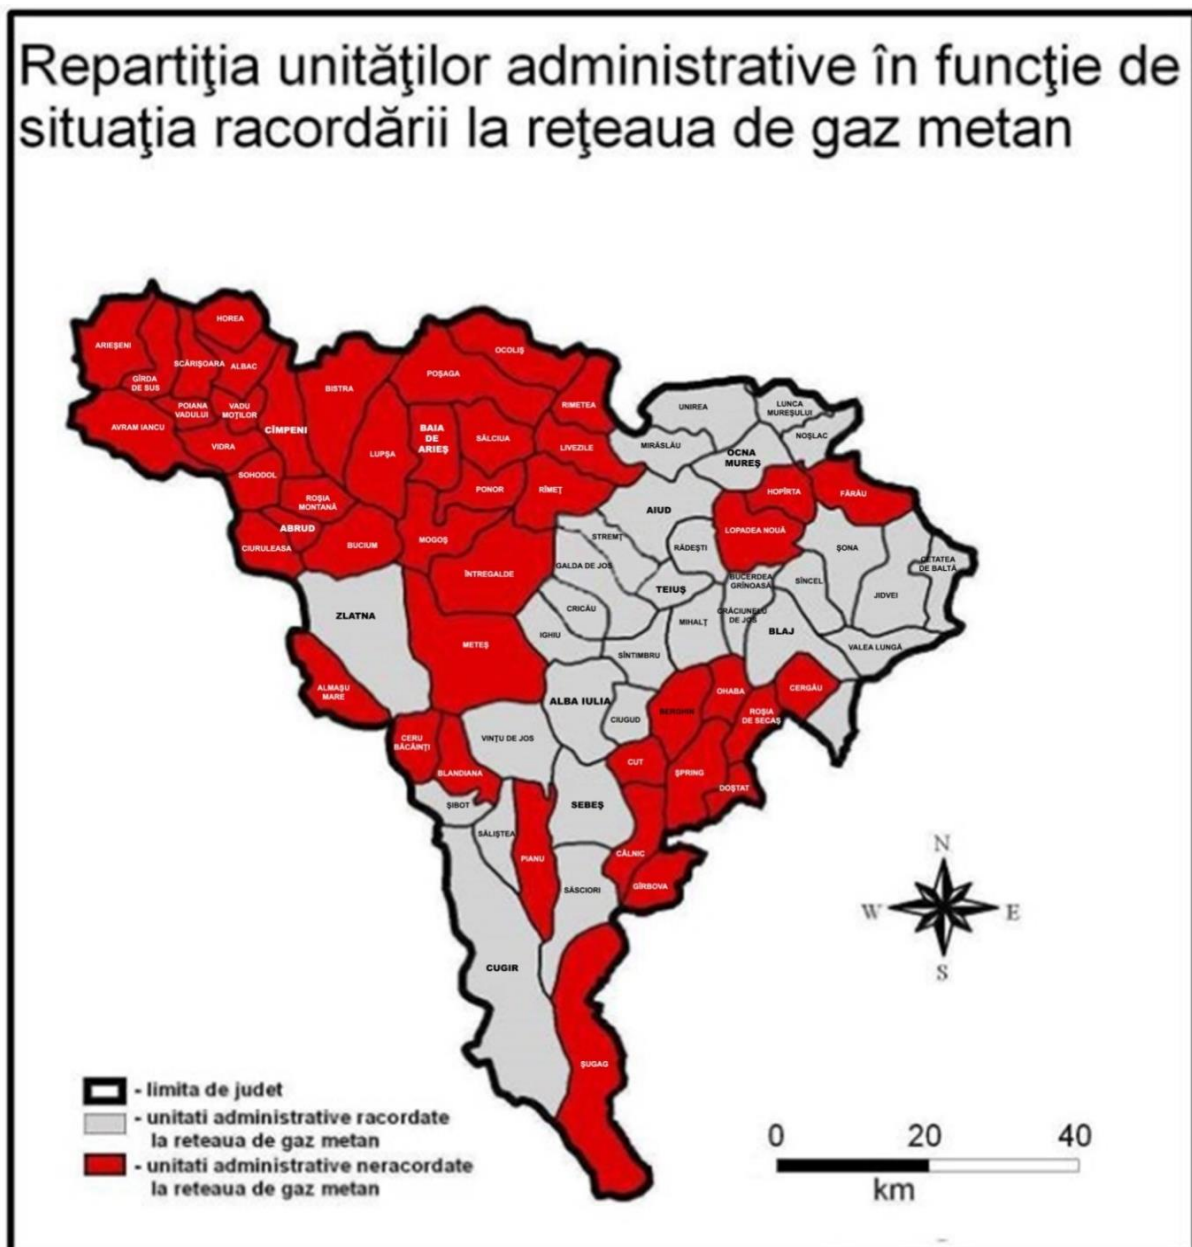 Repartiţia unităţilor administrative în funcţie de
situaţia racordării la reţeaua de gaz metan
HOREA
ARIEŞENI
SCĂRIŞOARA
ALBAC
GÎRDA
DE SUS
POIANA
VADULUI
VADU
MOŢILOR
AVRAM IANCU
VIDRA
CÎMPENI
SOHODOL
ROŞIA
MONTANĂ
ABRUD
CIURULEASA
BUCIUM
BISTRA
LUPŞA
BAIA
DE
ARIEŞ
POŞAGA
OCOLIŞ
SĂLCIUA
RIMETEA
LIVEZILE
PONOR
RÎMEŢ
MOGOŞ
ÎNTREGALDE
UNIREA
LUNCA
MUREŞULUI
MIRĂSLĂU
NOŞLAC
OCNA
MUREŞ
HOPÎRTA
FĂRĂU
AIUD
LOPADEA NOUĂ
STREMŢ
RĂDEŞTI
ŞONA
CETATEA
DE BALTĂ
GALDA DE JOS
TEIUŞ
BUCERDEA
GRÎNOASĂ
SÎNCEL
JIDVEI
CRICĂU
CRĂCIUNELU
DE JOS
MIHALŢ
BLAJ
IGHIU
VALEA LUNGĂ
SÎNTIMBRU
ZLATNA
METEŞ
ALMAŞU
MARE
ALBA IULIA
CIUGUD
BERGHIN
OHABA
CERGĂU
ROŞIA
DE SECAŞ
CERU
BĂCĂINŢI
VINŢU DE JOS
BLANDIANA
CUT
ŞPRING
DOŞTAT
ŞIBOT
SEBEŞ
SĂLIŞTEA
PIANU
CÂLNIC
GÎRBOVA
SĂSCIORI
CUGIR
ŞUGAG
N
W
E
S
- limita de judet
- unitati administrative racordate
la reteaua de gaz metan
- unitati administrative neracordate
la reteaua de gaz metan
0 20 40
km